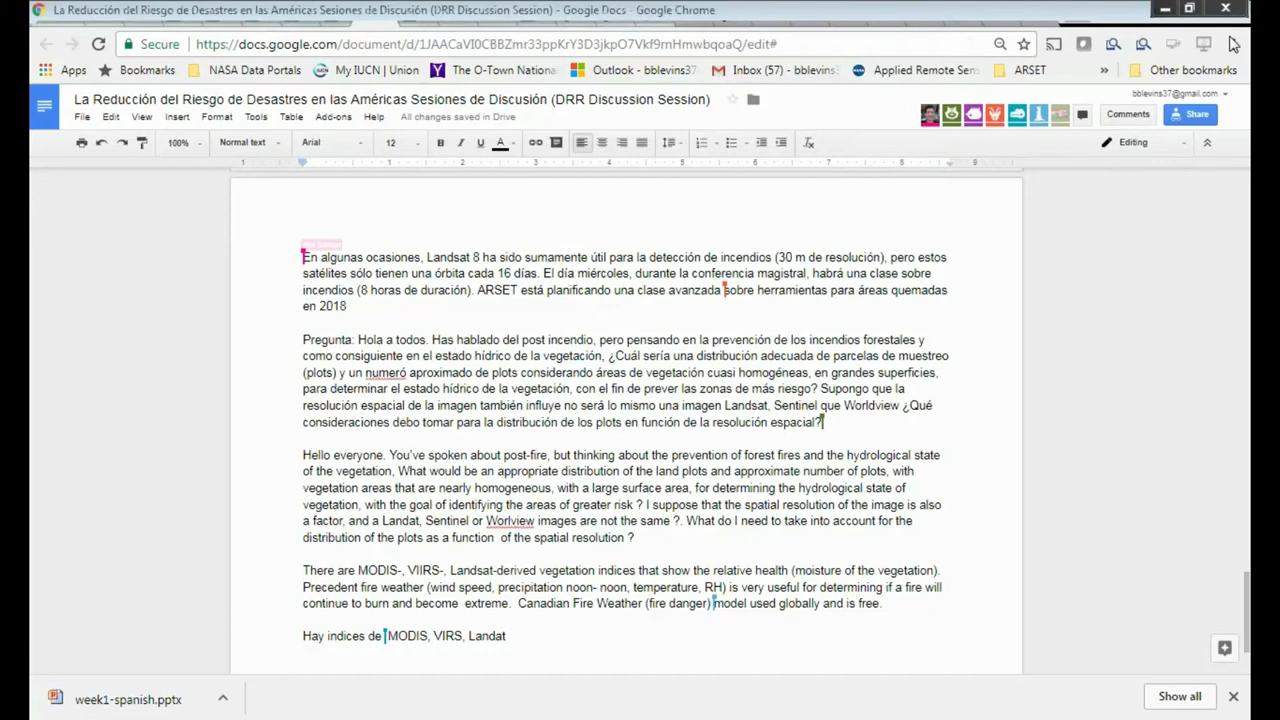 La Reducción del Riesgo de Desastres en las Américas Sesiones de Discusión (DRR Discussion Session) - Google Docs - Google Chrome
Secure https://docs.google.com/document/d/1JAACaVI0CBBZmr33ppKrY3D3jkpO7Vkf9rnHmwbqoaQ/edit#
Apps Bookmarks NASA Data Portals My IUCN | Union The O-Town Nationa Outlook - bblevins37 Inbox (57) - bblevins Applied Remote Sen ARSET » Other bookmarks
bblevins37@gmail.com
La Reducción del Riesgo de Desastres en las Américas Sesiones de Discusión (DRR Discussion Session)
File Edit View Insert Format Tools Table Add-ons Help All changes saved in Drive
Comments Share
100% Normal text Arial 12 B I U A Editing
1 1 2 3 4 5 6 7 8 9
En algunas ocasiones, Landsat 8 ha sido sumamente útil para la detección de incendios (30 m de resolución), pero estos
satélites sólo tienen una órbita cada 16 días. El día miércoles, durante la conferencia magistral, habrá una clase sobre
incendios (8 horas de duración). ARSET está planificando una clase avanzada sobre herramientas para áreas quemadas
en 2018
Pregunta: Hola a todos. Has hablado del post incendio, pero pensando en la prevención de los incendios forestales y
como consiguiente en el estado hídrico de la vegetación, ¿Cuál sería una distribución adecuada de parcelas de muestreo
(plots) y un numeró aproximado de plots considerando áreas de vegetación cuasi homogéneas, en grandes superficies,
para determinar el estado hídrico de la vegetación, con el fin de prever las zonas de más riesgo? Supongo que la
resolución espacial de la imagen también influye no será lo mismo una imagen Landsat, Sentinel que Worldview ¿Qué
consideraciones debo tomar para la distribución de los plots en función de la resolución espacial?
Hello everyone. You've spoken about post-fire, but thinking about the prevention of forest fires and the hydrological state
of the vegetation, What would be an appropriate distribution of the land plots and approximate number of plots, with
vegetation areas that are nearly homogeneous, with a large surface area, for determining the hydrological state of
vegetation, with the goal of identifying the areas of greater risk ? I suppose that the spatial resolution of the image is also
a factor, and a Landat, Sentinel or Worlview images are not the same ?. What do I need to take into account for the
distribution of the plots as a function of the spatial resolution ?
There are MODIS-, VIIRS-, Landsat-derived vegetation indices that show the relative health (moisture of the vegetation).
Precedent fire weather (wind speed, precipitation noon- noon, temperature, RH) is very useful for determining if a fire will
continue to burn and become extreme. Canadian Fire Weather (fire danger) model used globally and is free.
Hay indices de MODIS, VIRS, Landat
week1-spanish.pptx Show all